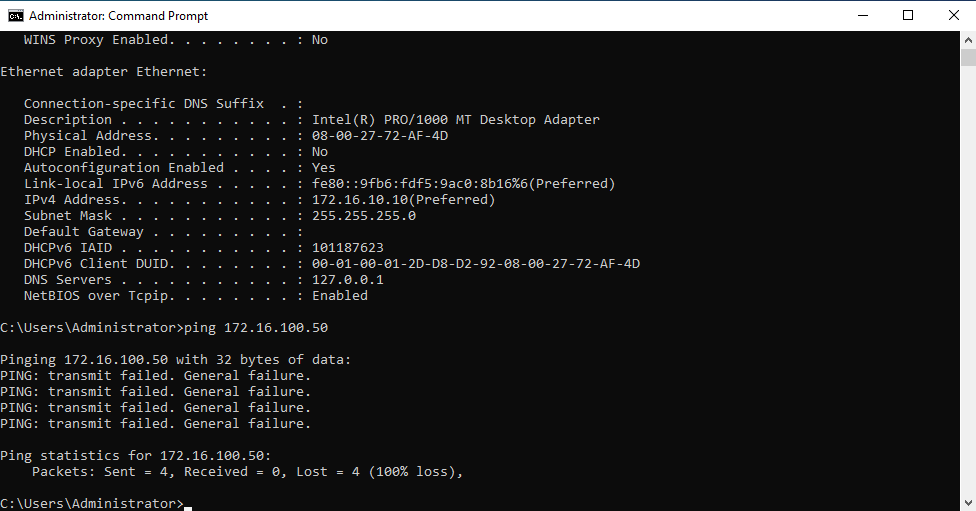 Administrator: Command Prompt
WINS Proxy Enabled. . . . . . . . : No
Ethernet adapter Ethernet:
Connection-specific DNS Suffix  . :
Description . . . . . . . . . . . : Intel(R) PRO/1000 MT Desktop Adapter
Physical Address. . . . . . . . . : 08-00-27-72-AF-4D
DHCP Enabled. . . . . . . . . . . : No
Autoconfiguration Enabled . . . . : Yes
Link-local IPv6 Address . . . . . : fe80::9fb6:fdf5:9ac0:8b16%6(Preferred)
IPv4 Address. . . . . . . . . . . : 172.16.10.10(Preferred)
Subnet Mask . . . . . . . . . . . : 255.255.255.0
Default Gateway . . . . . . . . . :
DHCPv6 IAID . . . . . . . . . . . : 101187623
DHCPv6 Client DUID. . . . . . . . : 00-01-00-01-2D-D8-D2-92-08-00-27-72-AF-4D
DNS Servers . . . . . . . . . . . : 127.0.0.1
NetBIOS over Tcpip. . . . . . . . : Enabled
C:\Users\Administrator>ping 172.16.100.50
Pinging 172.16.100.50 with 32 bytes of data:
PING: transmit failed. General failure.
PING: transmit failed. General failure.
PING: transmit failed. General failure.
PING: transmit failed. General failure.
Ping statistics for 172.16.100.50:
Packets: Sent = 4, Received = 0, Lost = 4 (100% loss),
C:\Users\Administrator>